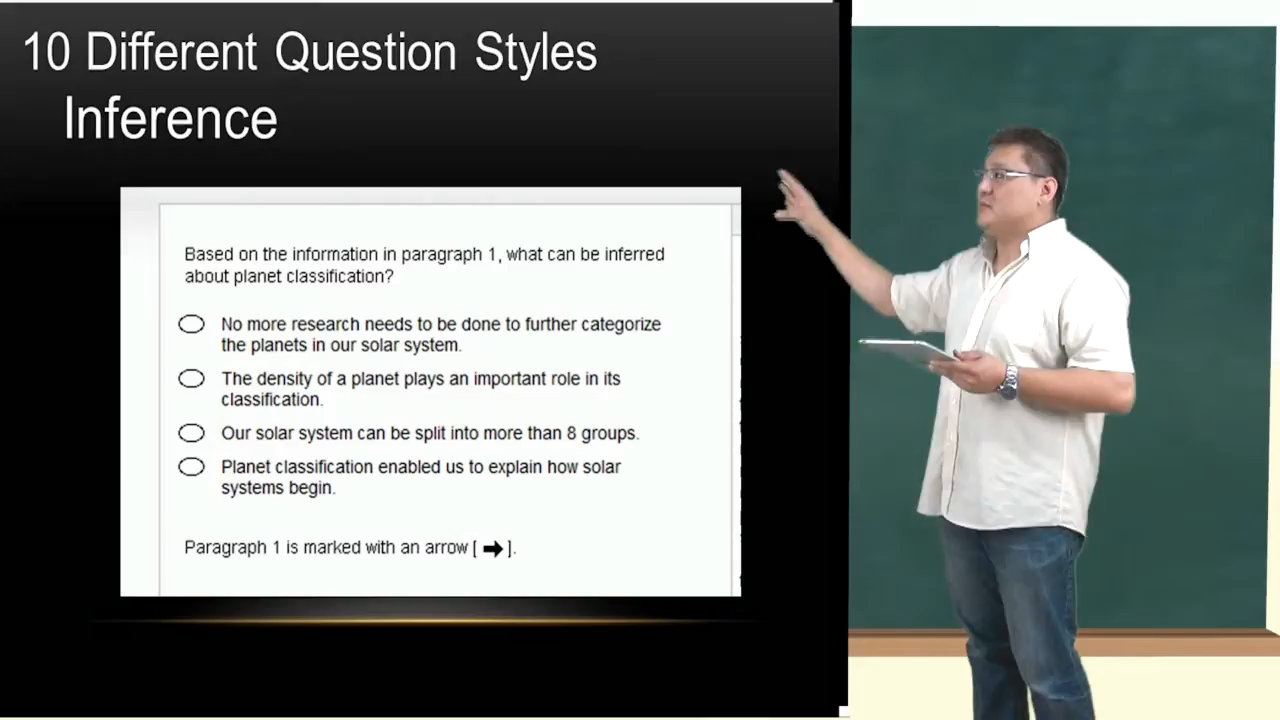 10 Different Question Styles
Inference
Based on the information in paragraph 1, what can be inferred
about planet classification?
No more research needs to be done to further categorize
the planets in our solar system.
The density of a planet plays an important role in its
classification.
Our solar system can be split into more than 8 groups.
Planet classification enabled us to explain how solar
systems begin.
Paragraph 1 is marked with an arrow [ ➡ ].